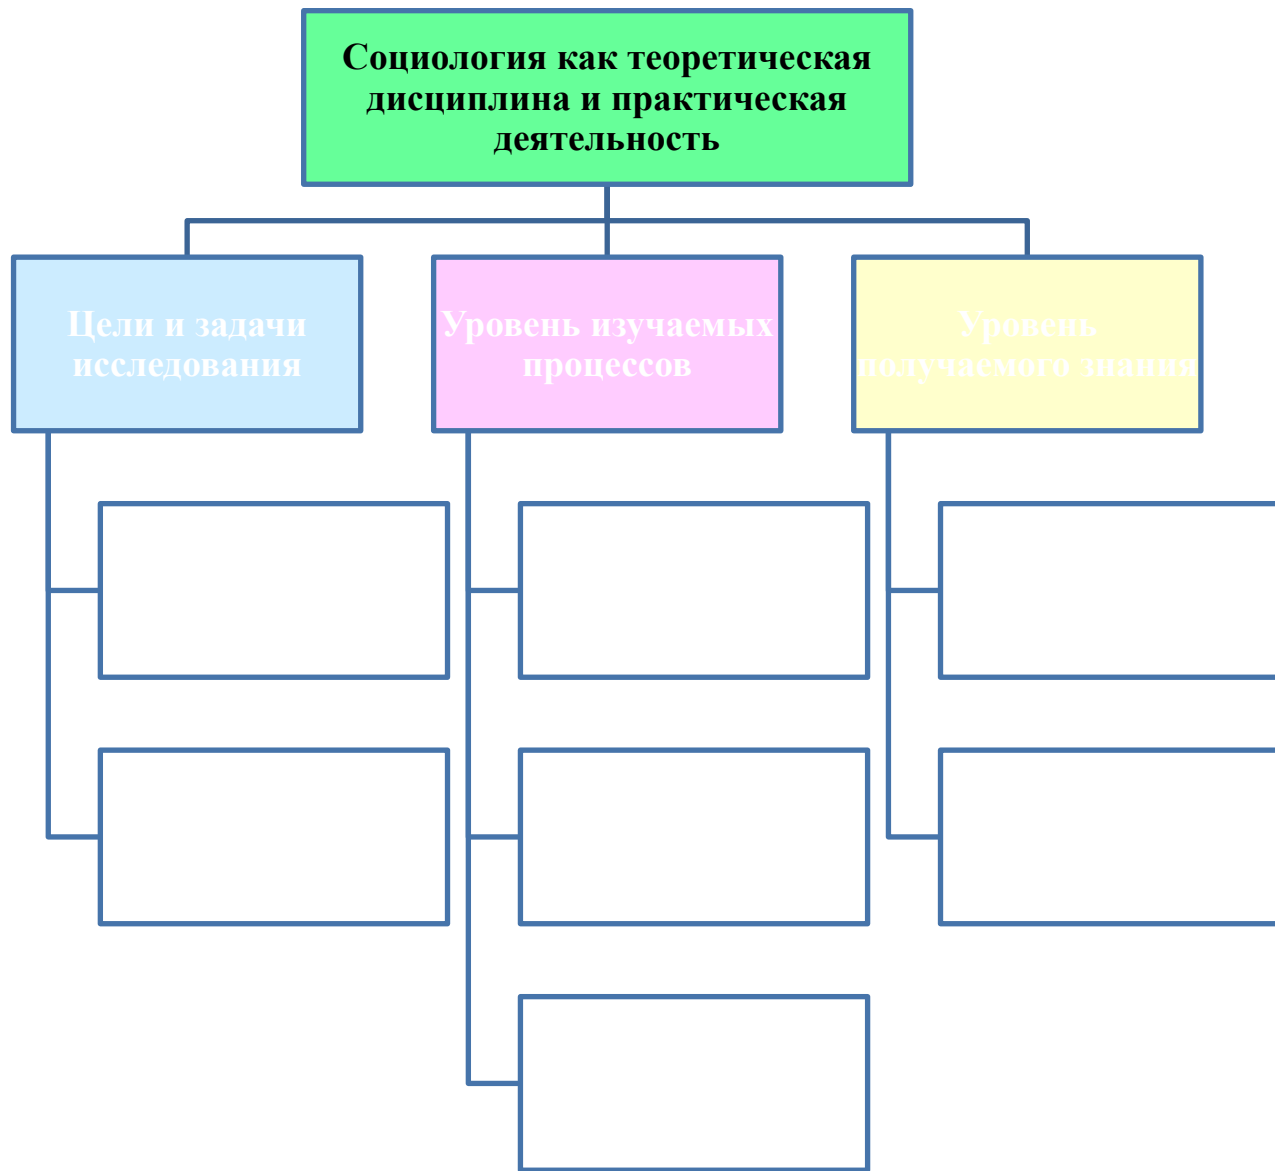 Социология как теоретическая
дисциплина и практическая
деятельность
Цели и задачи
исследования
Уровень изучаемых
процессов
Уровень
получаемого знания